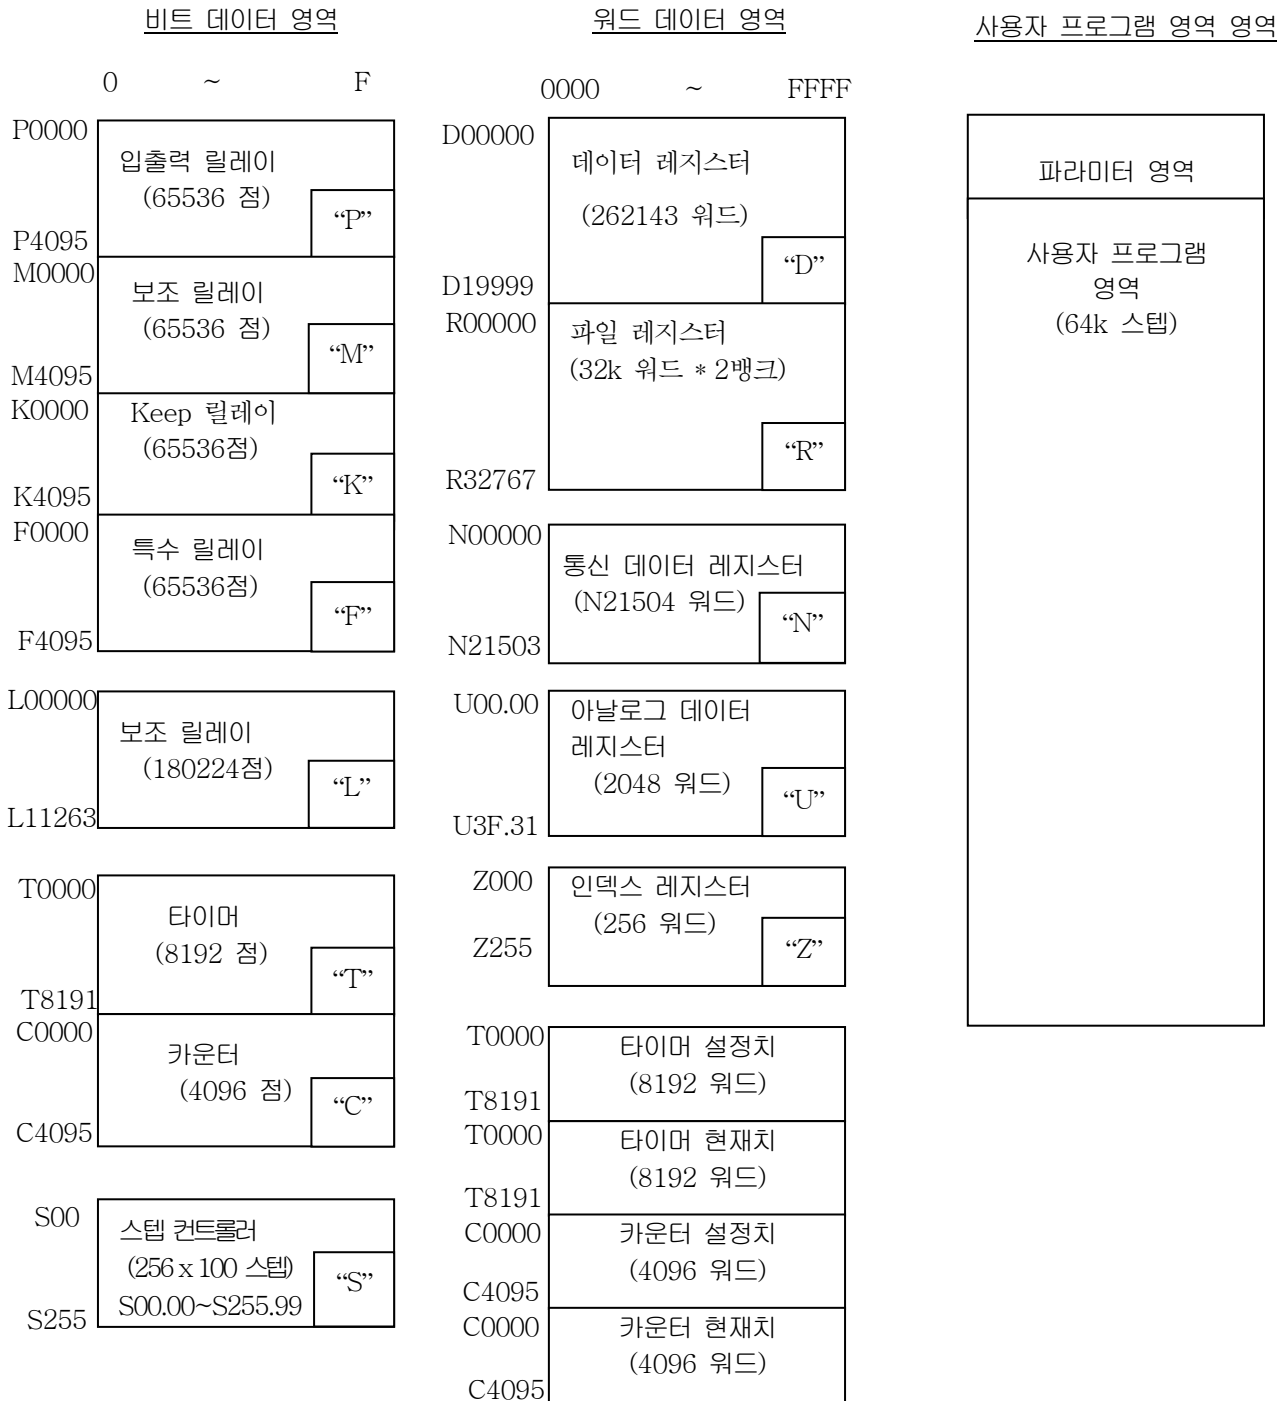 비트 데이터 영역
0 ~ F
P0000
입출력 릴레이
(65536 점)
“P”
P4095
M0000
보조 릴레이
(65536 점)
“M”
M4095
K0000
Keep 릴레이
(65536점)
“K”
K4095
F0000
특수 릴레이
(65536점)
“F”
F4095
L00000
보조 릴레이
(180224점)
“L”
L11263
T0000
타이머
(8192 점)
“T”
T8191
C0000
카운터
(4096 점)
“C”
C4095
S00
스텝 컨트롤러
(256 x 100 스텝)
S00.00~S255.99
“S”
S255
워드 데이터 영역
0000 ~ FFFF
D00000
데이터 레지스터
(262143 워드)
“D”
D19999
R00000
파일 레지스터
(32k 워드 * 2뱅크)
“R”
R32767
N00000
통신 데이터 레지스터
(N21504 워드)
“N”
N21503
U00.00
아날로그 데이터
레지스터
(2048 워드)
“U”
U3F.31
Z000
인덱스 레지스터
(256 워드)
“Z”
Z255
T0000
타이머 설정치
(8192 워드)
T8191
T0000
타이머 현재치
(8192 워드)
T8191
C0000
카운터 설정치
(4096 워드)
C4095
C0000
카운터 현재치
(4096 워드)
C4095
사용자 프로그램 영역 영역
파라미터 영역
사용자 프로그램
영역
(64k 스텝)